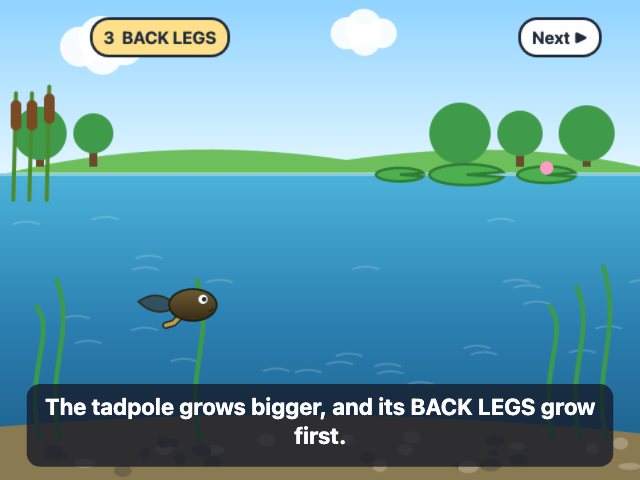 3 BACK LEGS
Next ▶
The tadpole grows bigger, and its BACK LEGS grow
first.